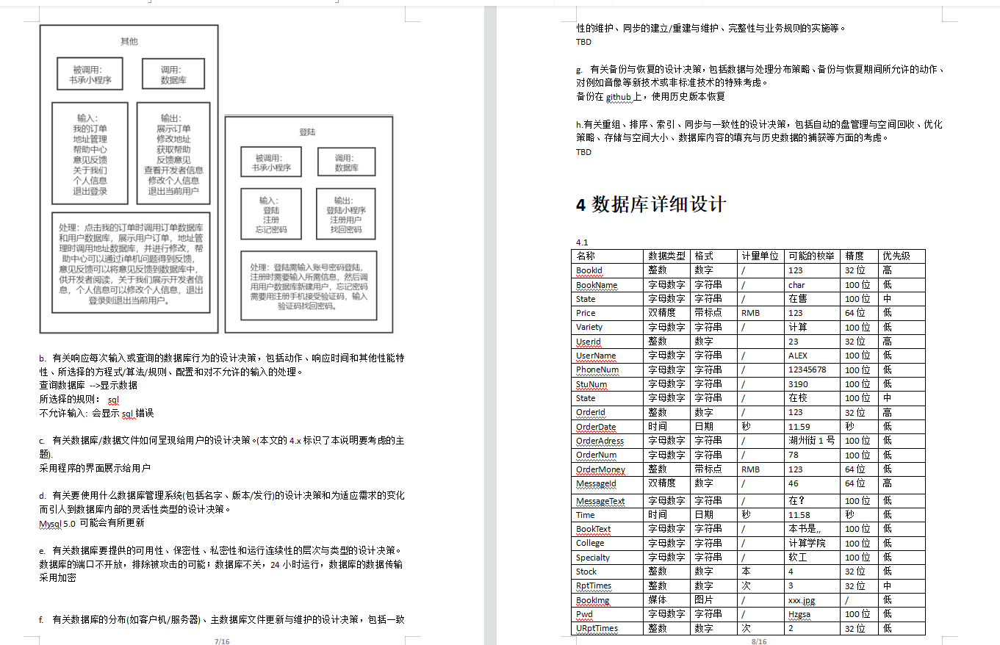 其他
被调用：
书承小程序
调用：
数据库
输入：
我的订单
地址管理
帮助中心
意见反馈
关于我们
个人信息
退出登录
输出：
展示订单
修改地址
获取帮助
反馈意见
查看开发者信息
修改个人信息
退出当前用户
处理：点击我的订单时调用订单数据库
和用户数据库，展示用户订单，地址管
理时调用地址数据库，并进行修改，帮
助中心可以通过i单机问题得到反馈，
意见反馈可以将意见反馈到数据库中，
供开发者阅读，关于我们展示开发者信
息，个人信息可以修改个人信息，退出
登录则退出当前用户。
登陆
被调用：
书承小程序
调用：
数据库
输入：
登陆
注册
忘记密码
输出：
登陆小程序
注册用户
找回密码
处理：登陆需输入账号密码登陆，
注册时需要输入所需信息，然后调
用用户数据库新建用户，忘记密码
需要用注册手机接受验证码，输入
验证码找回密码。
b. 有关响应每次输入或查询的数据库行为的设计决策，包括动作、响应时间和其他性能特
性、所选择的方程式/算法/规则、配置和对不允许的输入的处理。
查询数据库 -->显示数据
所选择的规则： sql
不允许输入: 会显示 sql 错误
c. 有关数据库/数据文件如何呈现给用户的设计决策。(本文的 4.x 标识了本说明要考虑的主
题).
采用程序的界面展示给用户
d. 有关要使用什么数据库管理系统(包括名字、版本/发行)的设计决策和为适应需求的变化
而引人到数据库内部的灵活性类型的设计决策。
Mysql 5.0 可能会有所更新
e. 有关数据库要提供的可用性、保密性、私密性和运行连续性的层次与类型的设计决策。
数据库的端口不开放，排除被攻击的可能；数据库不关，24 小时运行，数据库的数据传输
采用加密
f. 有关数据库的分布(如客户机/服务器)、主数据库文件更新与维护的设计决策，包括一致
7/16
性的维护、同步的建立/重建与维护、完整性与业务规则的实施等。
TBD
g. 有关备份与恢复的设计决策，包括数据与处理分布策略、备份与恢复期间所允许的动作、
对例如音像等新技术或非标准技术的特殊考虑。
备份在 github 上，使用历史版本恢复
h.有关重组、排序、索引、同步与一致性的设计决策，包括自动的盘管理与空间回收、优化
策略、存储与空间大小、数据库内容的填充与历史数据的捕获等方面的考虑。
TBD
4 数据库详细设计
4.1
名称 数据类型 格式 计量单位 可能的枚举 精度 优先级
BookId 整数 数字 / 123 32 位 高
BookName 字母数字 字符串 / char 100 位 低
State 字母数字 字符串 / 在售 100 位 中
Price 双精度 带标点 RMB 123 64 位 低
Variety 字母数字 字符串 / 计算 100 位 低
Userid 整数 数字 23 32 位 高
UserName 字母数字 字符串 / ALEX 100 位 低
PhoneNum 字母数字 字符串 / 12345678 100 位 低
StuNum 字母数字 字符串 / 3190 100 位 低
State 字母数字 字符串 / 在校 100 位 中
OrderId 整数 数字 / 123 32 位 高
OrderDate 时间 日期 秒 11.59 秒 低
OrderAdress 字母数字 字符串 / 湖州街 1 号 100 位 低
OrderNum 字母数字 字符串 / 78 100 位 低
OrderMoney 整数 带标点 RMB 123 64 位 低
MessageId 双精度 数字 / 46 64 位 高
MessageText 字母数字 字符串 / 在？ 100 位 低
Time 时间 日期 秒 11.58 秒 低
BookText 字母数字 字符串 / 本书是,, 100 位 低
College 字母数字 字符串 / 计算学院 100 位 低
Specialty 字母数字 字符串 / 软工 100 位 低
Stock 整数 数字 本 4 32 位 低
RptTimes 整数 数字 次 3 32 位 中
BookImg 媒体 图片 / xxx.jpg / 低
Pwd 字母数字 字符串 / Hzgsa 100 位 低
URptTimes 整数 数字 次 2 32 位 低
8/16